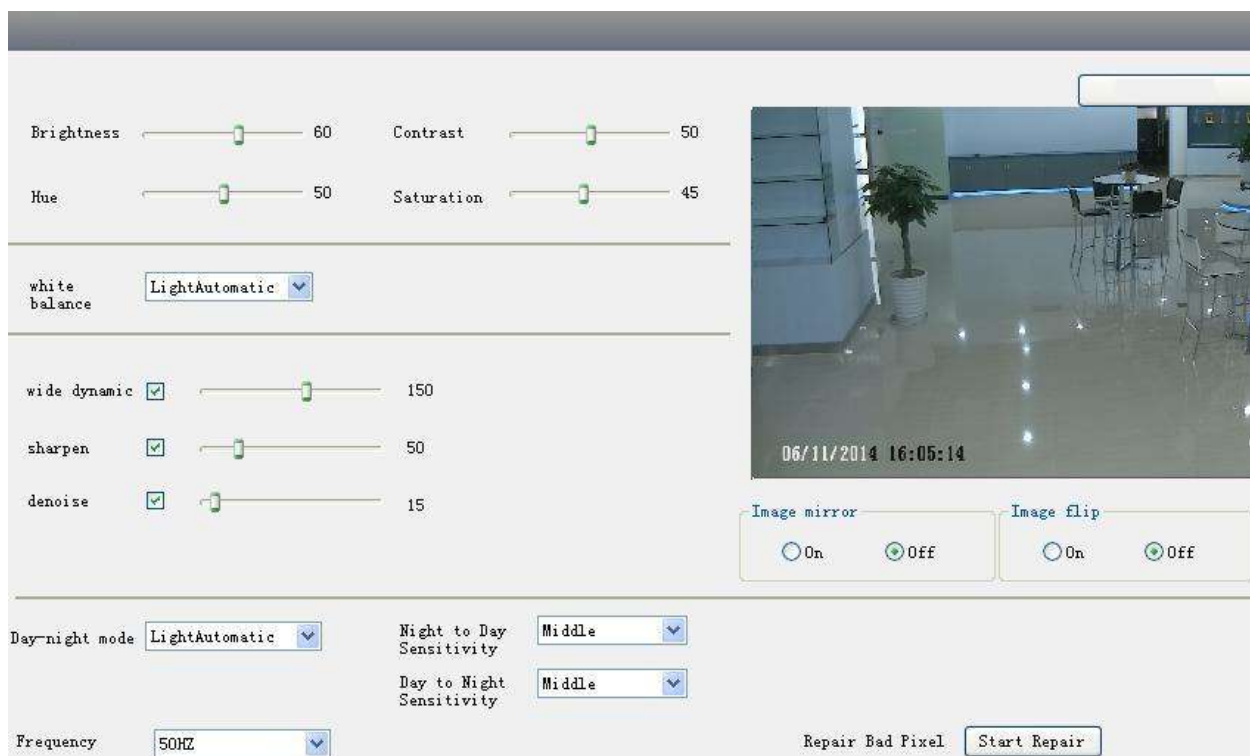 Brightness 60 Contrast 50
Hue 50 Saturation 45
white
balance
LightAutomatic
wide dynamic 150
sharpen 50
denoise 15
06/11/2014 16:05:14
Image mirror Image flip
On Off On Off
Day-night mode LightAutomatic
Night to Day
Sensitivity
Middle
Day to Night
Sensitivity
Middle
Frequency 50HZ
Repair Bad Pixel Start Repair